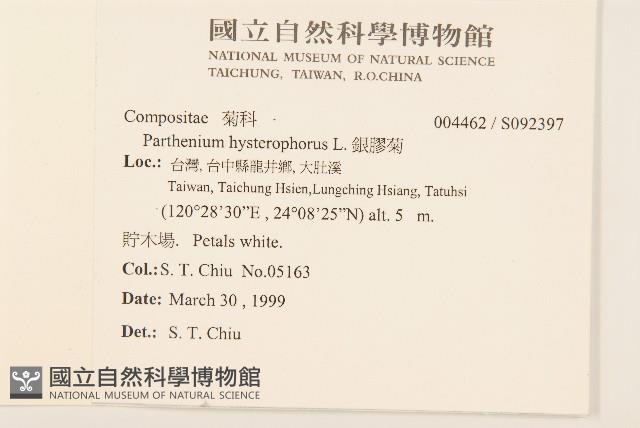 國立自然科學博物館
NATIONAL MUSEUM OF NATURAL SCIENCE
TAICHUNG, TAIWAN, R.O.CHINA
Compositae 菊科
004462 / S092397
Parthenium hysterophorus L. 銀膠菊
Loc.: 台灣, 台中縣龍井鄉, 大肚溪
Taiwan, Taichung Hsien,Lungching Hsiang, Tatuhsi
(120°28'30”E , 24°08'25”N) alt. 5 m.
貯木場. Petals white.
Col.: S. T. Chiu No.05163
Date: March 30 , 1999
Det.: S. T. Chiu
國立自然科學博物館
NATIONAL MUSEUM OF NATURAL SCIENCE